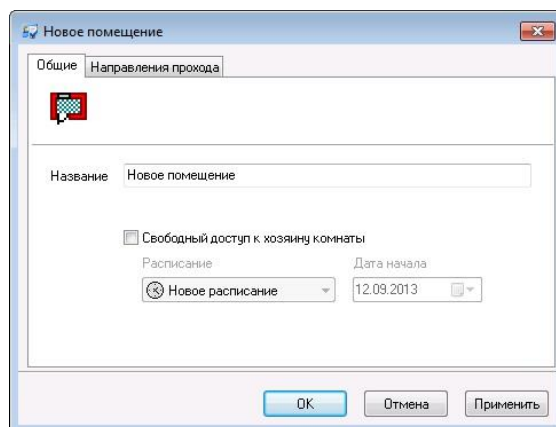 Новое помещение
Общие Направления прохода
Название Новое помещение
Свободный доступ к хозяину комнаты
Расписание Дата начала
Новое расписание 12.09.2013
OK Отмена Применить